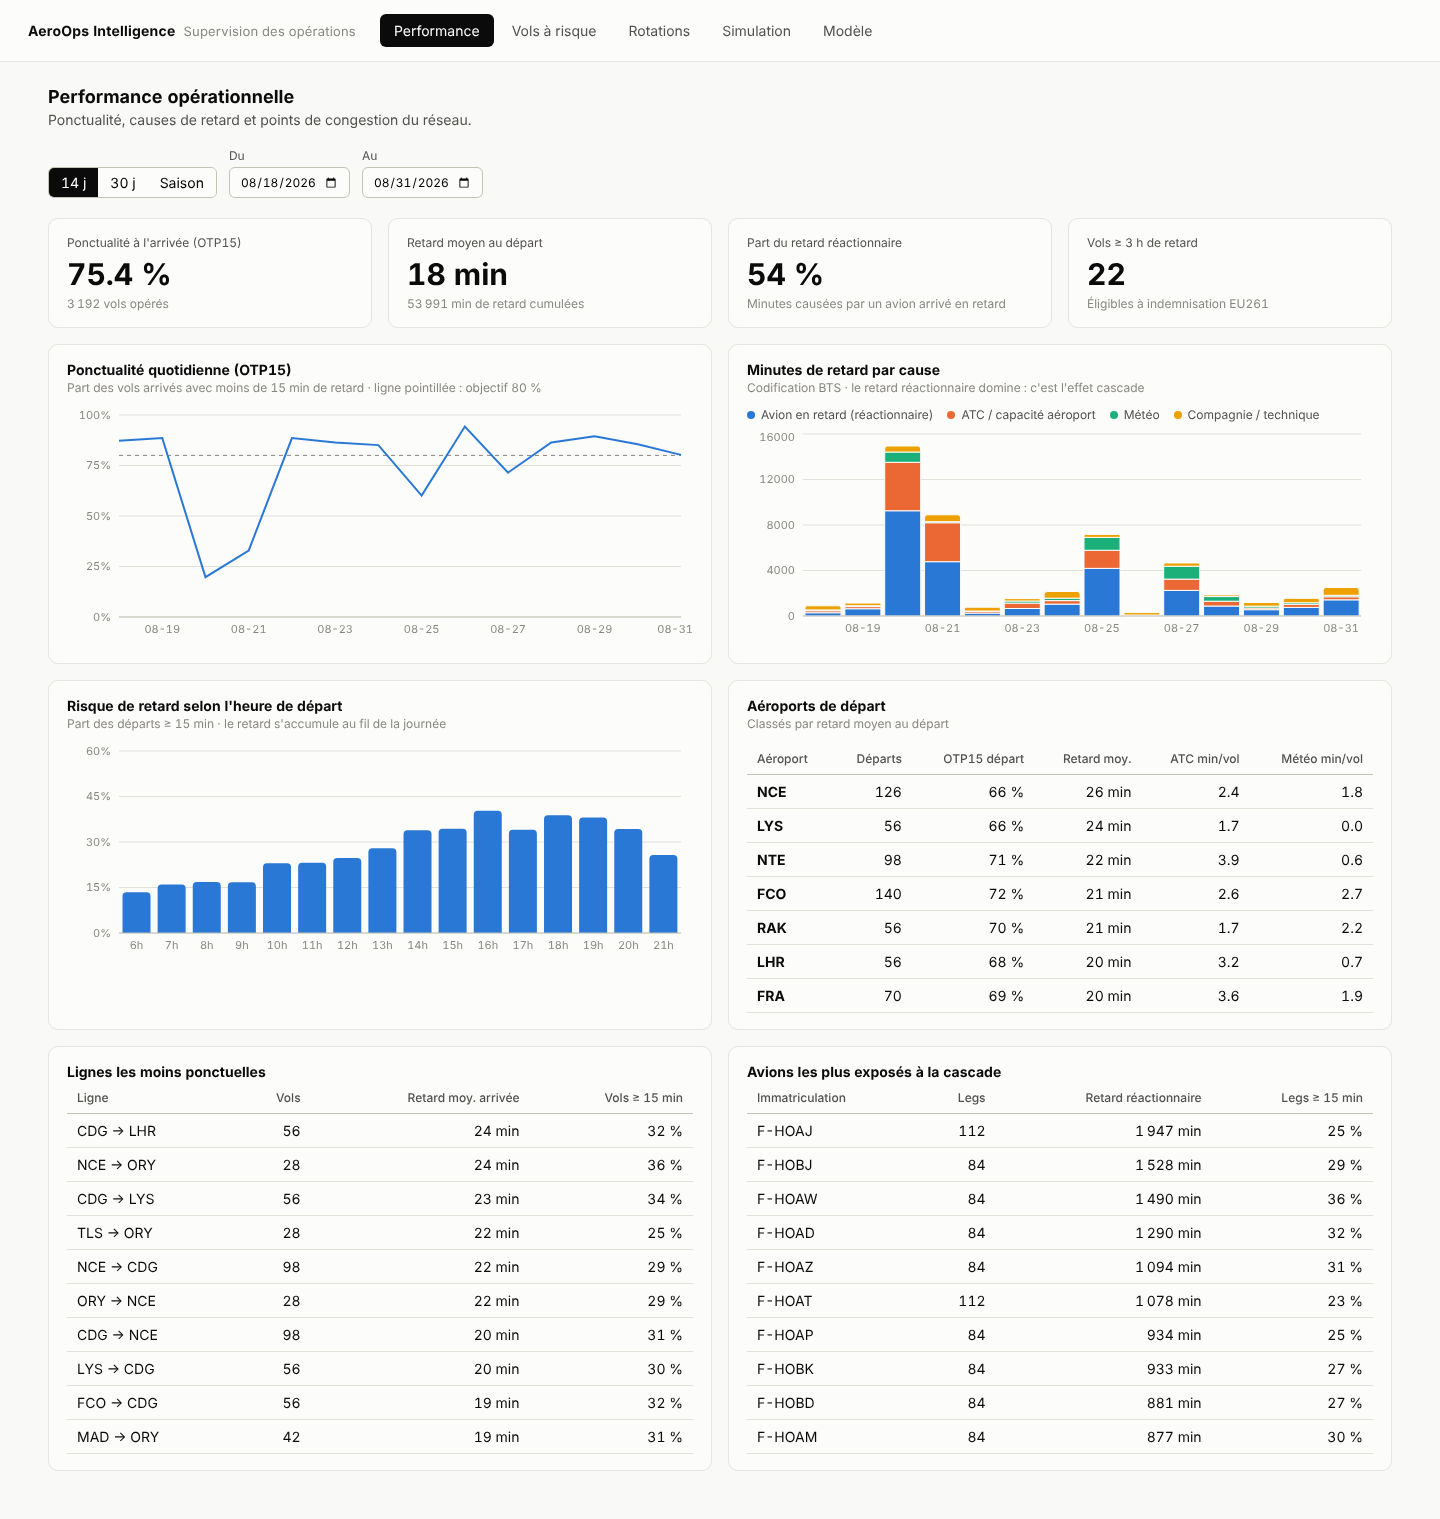 AeroOps Intelligence Supervision des opérations Performance Vols à risque Rotations Simulation Modèle
Performance opérationnelle
Ponctualité, causes de retard et points de congestion du réseau.
14 j 30 j Saison
Du
08/18/2026
Au
08/31/2026
Ponctualité à l'arrivée (OTP15)
75.4 %
3 192 vols opérés
Retard moyen au départ
18 min
53 991 min de retard cumulées
Part du retard réactionnaire
54 %
Minutes causées par un avion arrivé en retard
Vols ≥ 3 h de retard
22
Éligibles à indemnisation EU261
Ponctualité quotidienne (OTP15)
Part des vols arrivés avec moins de 15 min de retard · ligne pointillée : objectif 80 %
100%
75%
50%
25%
0%
08-19 08-21 08-23 08-25 08-27 08-29 08-31
Minutes de retard par cause
Codification BTS · le retard réactionnaire domine : c'est l'effet cascade
Avion en retard (réactionnaire) ATC / capacité aéroport Météo Compagnie / technique
16000
12000
8000
4000
0
08-19 08-21 08-23 08-25 08-27 08-29 08-31
Risque de retard selon l'heure de départ
Part des départs ≥ 15 min · le retard s'accumule au fil de la journée
60%
45%
30%
15%
0%
6h 7h 8h 9h 10h 11h 12h 13h 14h 15h 16h 17h 18h 19h 20h 21h
Aéroports de départ
Classés par retard moyen au départ
Aéroport Départs OTP15 départ Retard moy. ATC min/vol Météo min/vol
NCE 126 66 % 26 min 2.4 1.8
LYS 56 66 % 24 min 1.7 0.0
NTE 98 71 % 22 min 3.9 0.6
FCO 140 72 % 21 min 2.6 2.7
RAK 56 70 % 21 min 1.7 2.2
LHR 56 68 % 20 min 3.2 0.7
FRA 70 69 % 20 min 3.6 1.9
Lignes les moins ponctuelles
Ligne Vols Retard moy. arrivée Vols ≥ 15 min
CDG → LHR 56 24 min 32 %
NCE → ORY 28 24 min 36 %
CDG → LYS 56 23 min 34 %
TLS → ORY 28 22 min 25 %
NCE → CDG 98 22 min 29 %
ORY → NCE 28 22 min 29 %
CDG → NCE 98 20 min 31 %
LYS → CDG 56 20 min 30 %
FCO → CDG 56 19 min 32 %
MAD → ORY 42 19 min 31 %
Avions les plus exposés à la cascade
Immatriculation Legs Retard réactionnaire Legs ≥ 15 min
F-HOAJ 112 1 947 min 25 %
F-HOBJ 84 1 528 min 29 %
F-HOAW 84 1 490 min 36 %
F-HOAD 84 1 290 min 32 %
F-HOAZ 84 1 094 min 31 %
F-HOAT 112 1 078 min 23 %
F-HOAP 84 934 min 25 %
F-HOBK 84 933 min 27 %
F-HOBD 84 881 min 27 %
F-HOAM 84 877 min 30 %